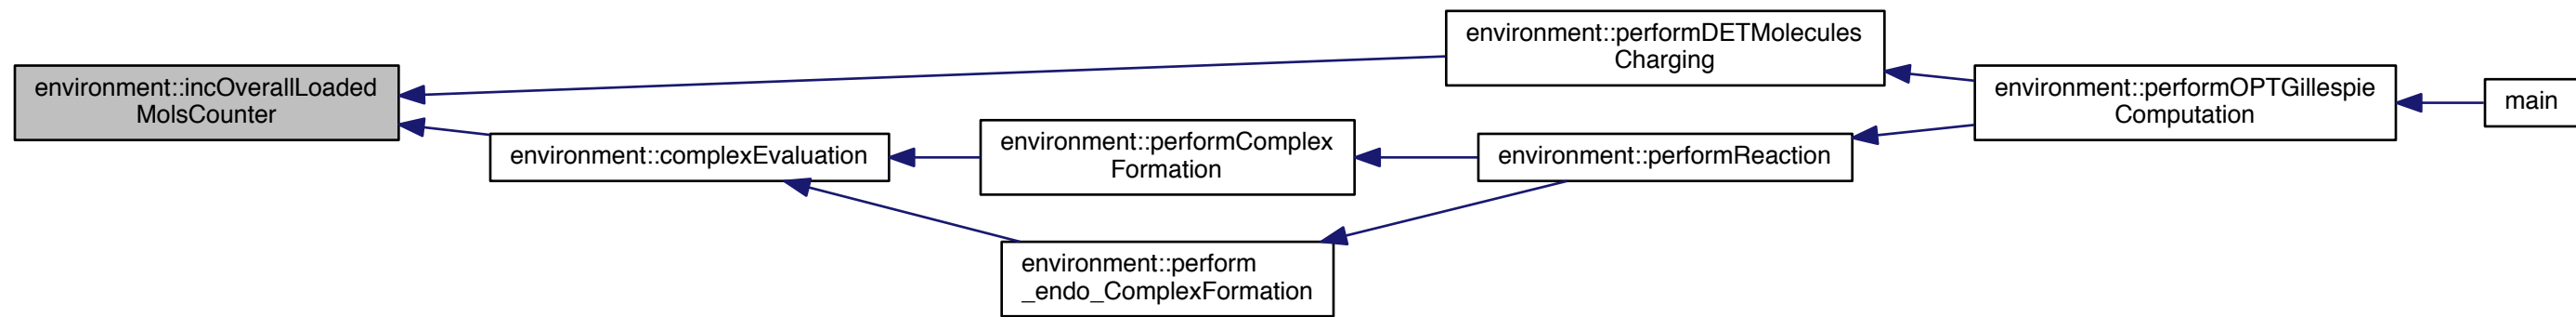 environment::incOverallLoaded
MolsCounter
environment::complexEvaluation
environment::performComplex
Formation
environment::perform
_endo_ComplexFormation
environment::performDETMolecules
Charging
environment::performReaction
environment::performOPTGillespie
Computation
main